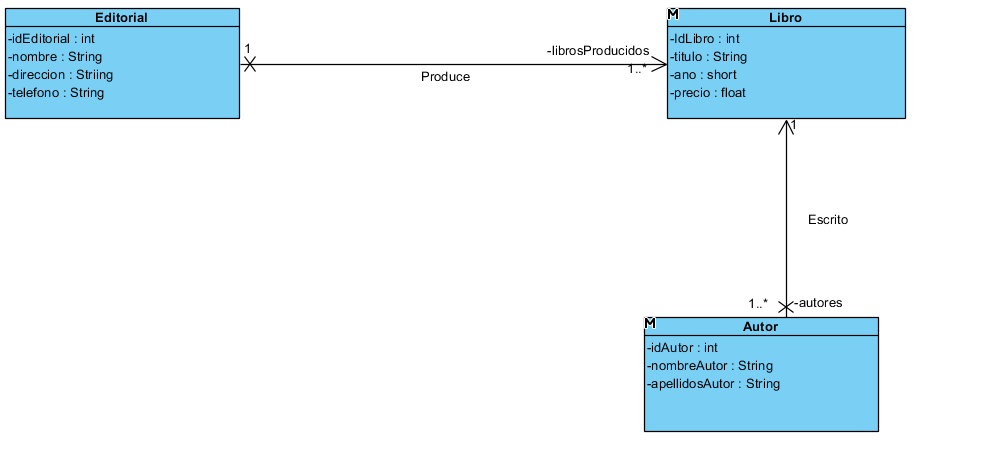 Editorial
-idEditorial : int
-nombre : String
-direccion : Striing
-telefono : String
1
-librosProducidos
1..*
Produce
M
Libro
-IdLibro : int
-titulo : String
-ano : short
-precio : float
1
Escrito
1..*
-autores
M
Autor
-idAutor : int
-nombreAutor : String
-apellidosAutor : String